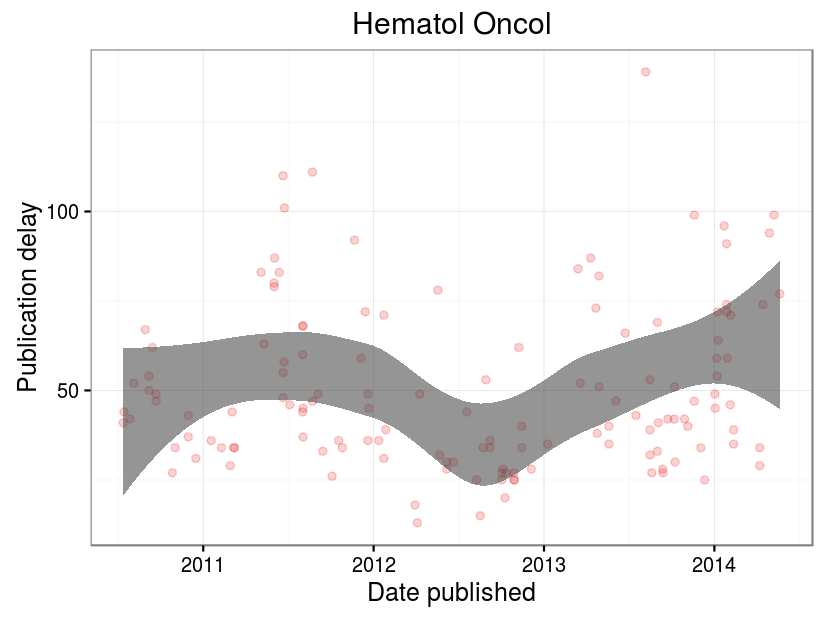 Hematol Oncol
Publication delay
100
50
2011 2012 2013 2014
Date published